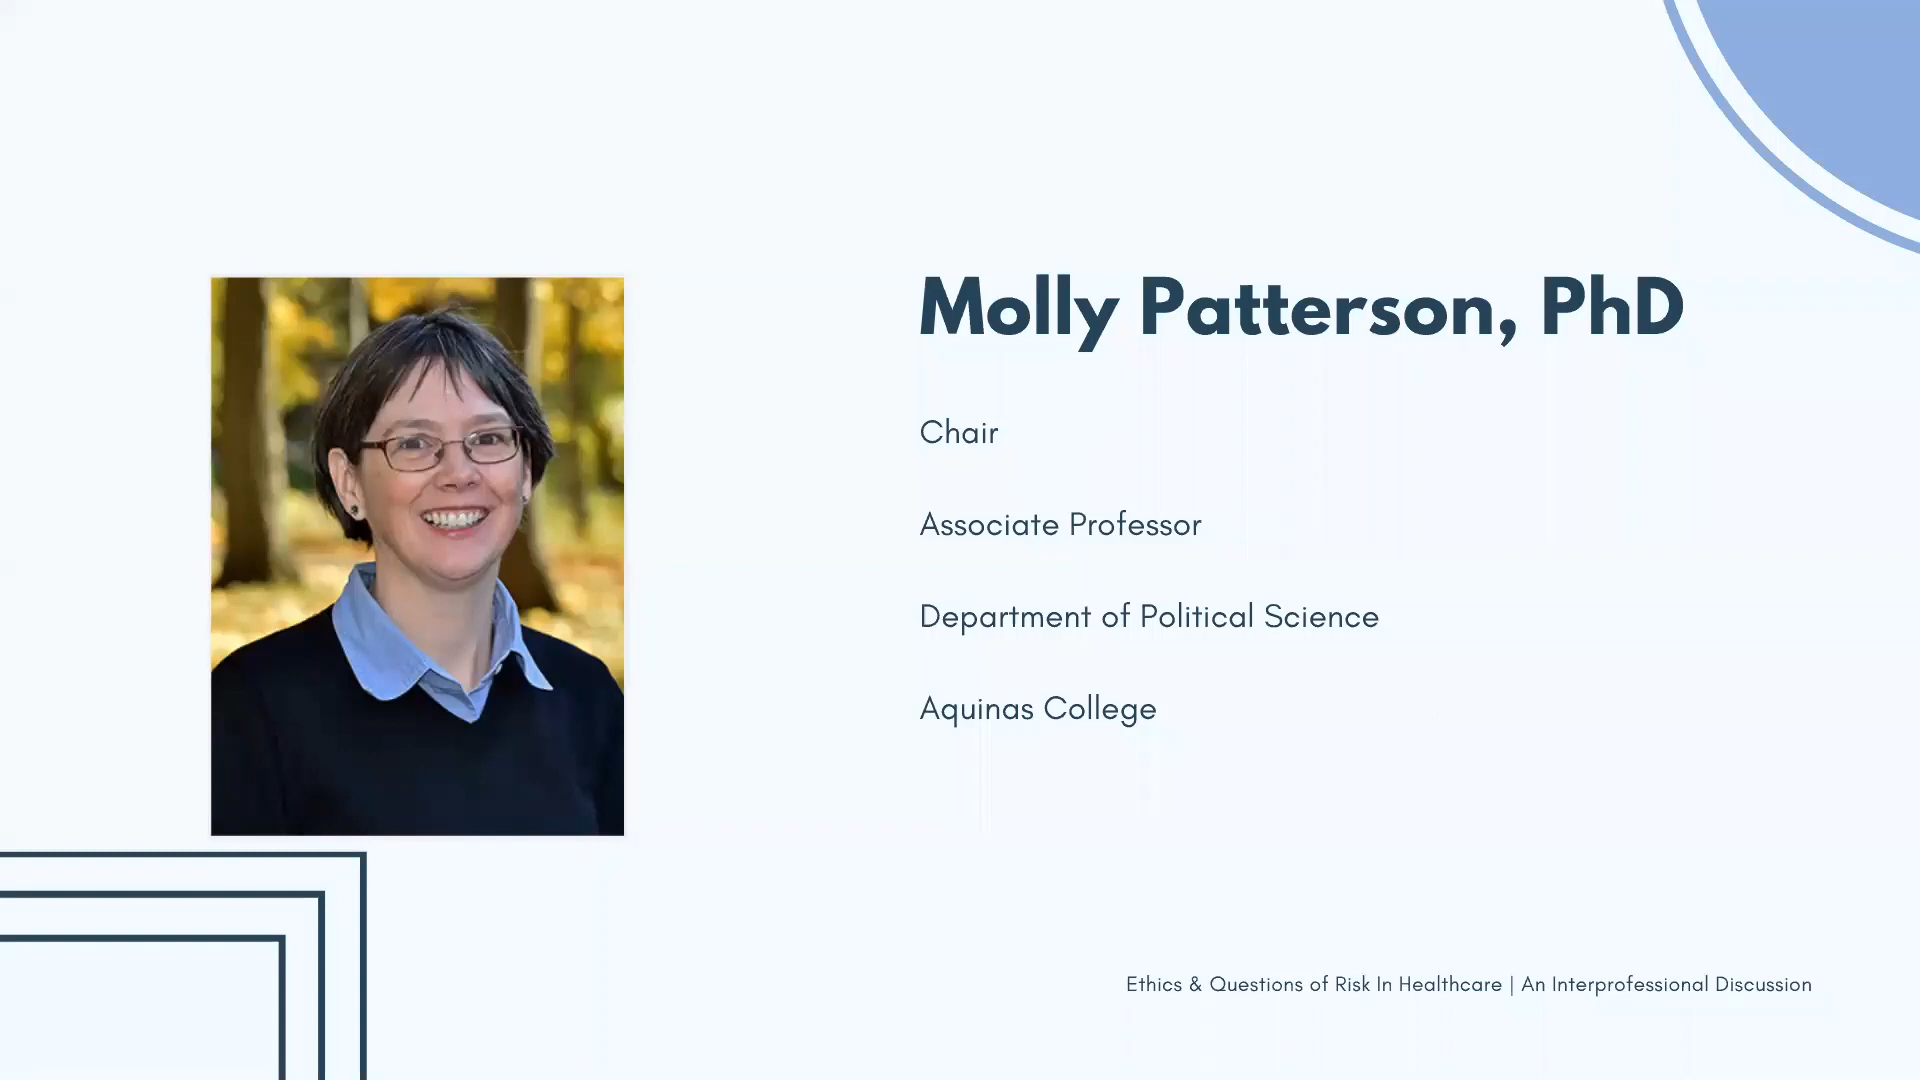 Molly Patterson, PhD
Chair
Associate Professor
Department of Political Science
Aquinas College
Ethics & Questions of Risk In Healthcare | An Interprofessional Discussion